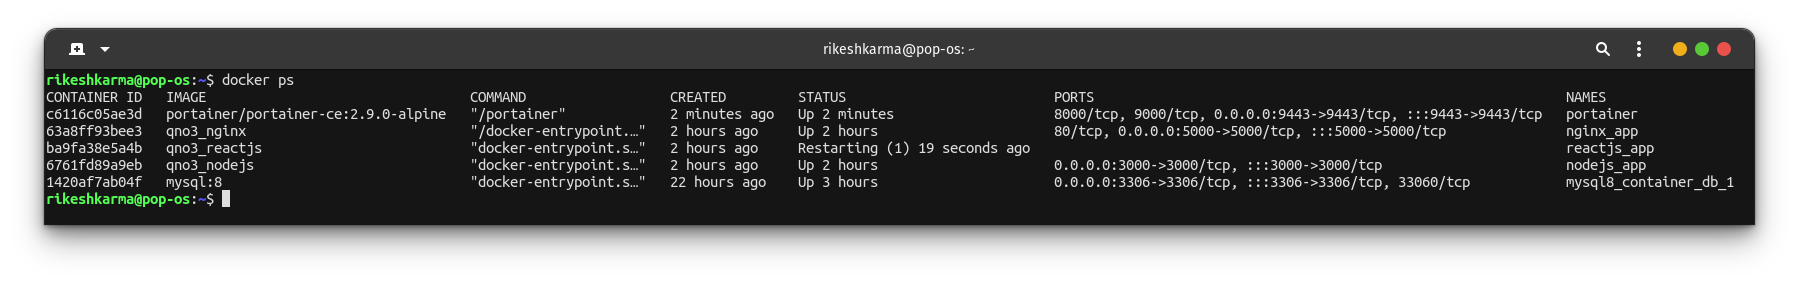 rikeshkarma@pop-os: ~
rikeshkarma@pop-os:~$ docker ps
CONTAINER ID   IMAGE                              COMMAND                  CREATED         STATUS                          PORTS                                                           NAMES
c6116c05ae3d   portainer/portainer-ce:2.9.0-alpine   "/portainer"             2 minutes ago   Up 2 minutes                    8000/tcp, 9000/tcp, 0.0.0.0:9443->9443/tcp, :::9443->9443/tcp   portainer
63a8ff93bee3   qno3_nginx                            "/docker-entrypoint.…"   2 hours ago     Up 2 hours                      80/tcp, 0.0.0.0:5000->5000/tcp, :::5000->5000/tcp               nginx_app
ba9fa38e5a4b   qno3_reactjs                          "docker-entrypoint.s…"   2 hours ago     Restarting (1) 19 seconds ago                                                                   reactjs_app
6761fd89a9eb   qno3_nodejs                           "docker-entrypoint.s…"   2 hours ago     Up 2 hours                      0.0.0.0:3000->3000/tcp, :::3000->3000/tcp                       nodejs_app
1420af7ab04f   mysql:8                               "docker-entrypoint.s…"   22 hours ago    Up 3 hours                      0.0.0.0:3306->3306/tcp, :::3306->3306/tcp, 33060/tcp            mysql8_container_db_1
rikeshkarma@pop-os:~$